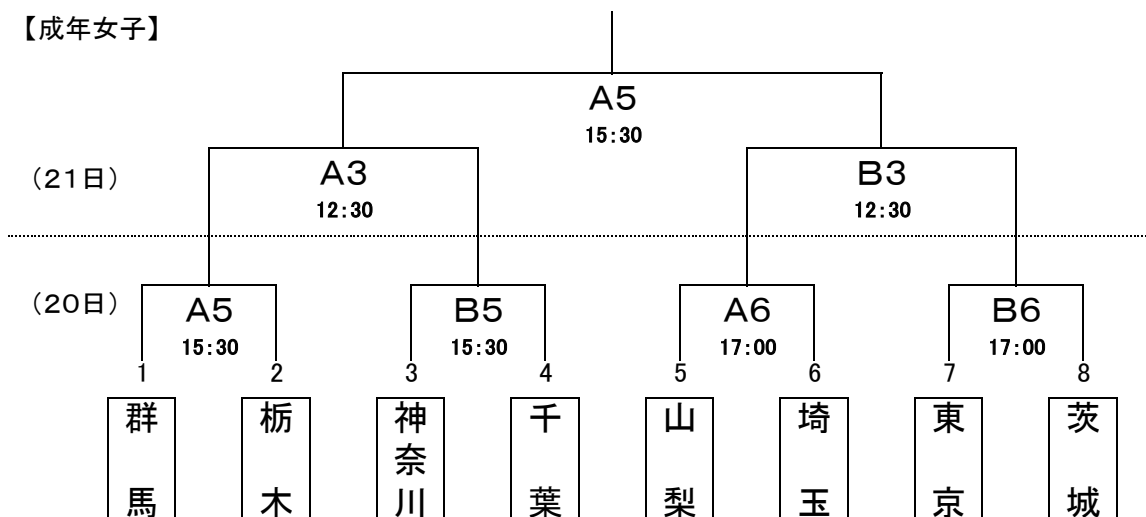 【成年女子】
A5
15:30
(21日)
A3
12:30
B3
12:30
(20日)
A5
15:30
B5
15:30
A6
17:00
B6
17:00
1 2 3 4 5 6 7 8
群馬
栃木
神奈川
千葉
山梨
埼玉
東京
茨城